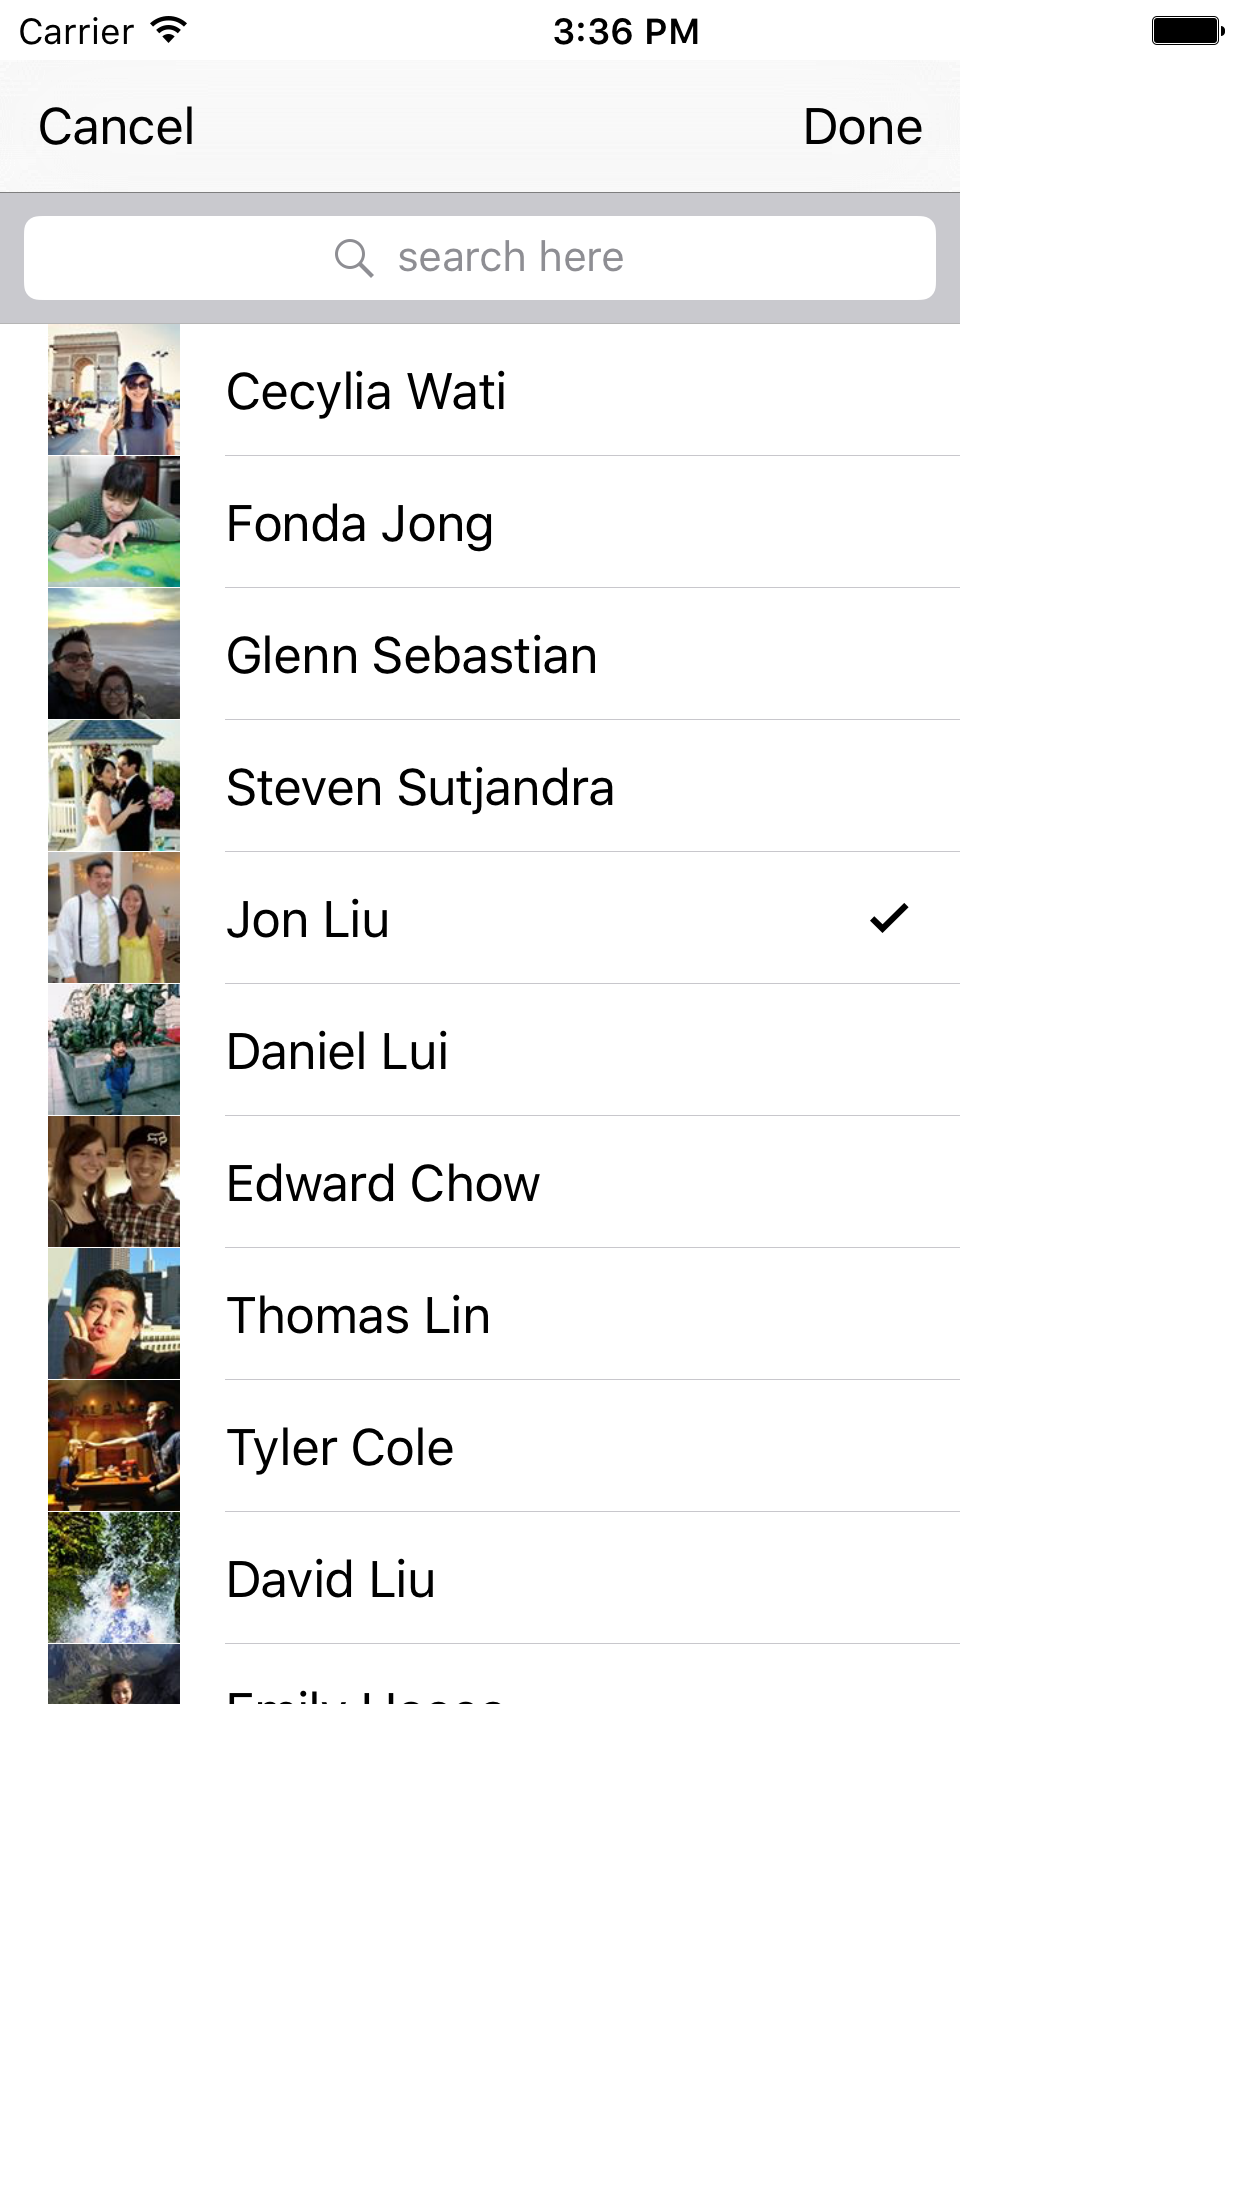 Carrier 3:36 PM
Cancel Done
search here
Cecylia Wati
Fonda Jong
Glenn Sebastian
Steven Sutjandra
Jon Liu
Daniel Lui
Edward Chow
Thomas Lin
Tyler Cole
David Liu
Emily